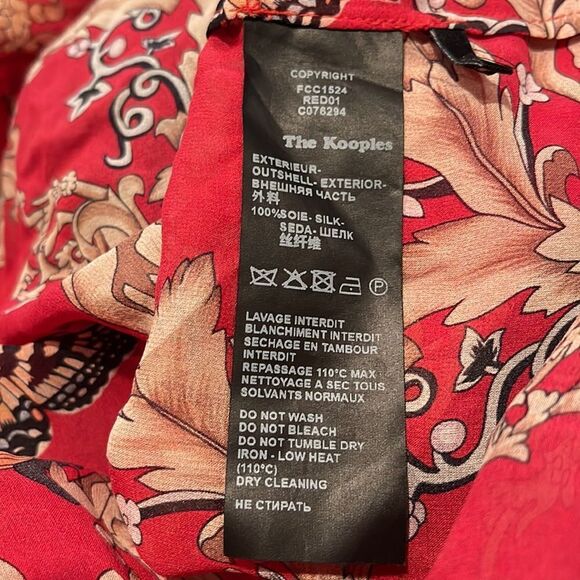 COPYRIGHT
FCC1524
RED01
C076294
The Kooples
EXTERIEUR-
OUTSHELL- EXTERIOR-
ВНЕШНЯЯ ЧАСТЬ
外料
100%SOIE- SILK-
SEDA- ШЕЛК
丝纤维
P
LAVAGE INTERDIT
BLANCHIMENT INTERDIT
SECHAGE EN TAMBOUR
INTERDIT
REPASSAGE 110°C MAX
NETTOYAGE A SEC TOUS
SOLVANTS NORMAUX
DO NOT WASH
DO NOT BLEACH
DO NOT TUMBLE DRY
IRON - LOW HEAT
(110°C)
DRY CLEANING
НЕ СТИРАТЬ